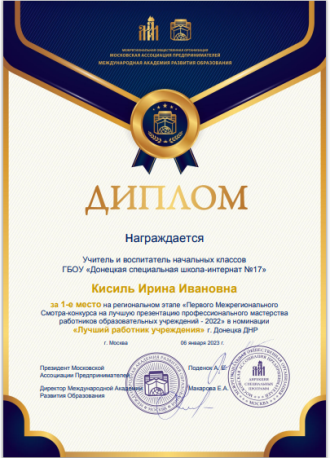 МЕЖРЕГИОНАЛЬНАЯ ОБЩЕСТВЕННАЯ ОРГАНИЗАЦИЯ
МОСКОВСКАЯ АССОЦИАЦИЯ ПРЕДПРИНИМАТЕЛЕЙ
МЕЖДУНАРОДНАЯ АКАДЕМИЯ РАЗВИТИЯ ОБРАЗОВАНИЯ
ДИПЛОМ
Награждается
Учитель и воспитатель начальных классов
ГБОУ «Донецкая специальная школа-интернат №17»
Кисиль Ирина Ивановна
за 1-е место на региональном этапе «Первого Межрегионального
Смотра-конкурса на лучшую презентацию профессионального мастерства
работников образовательных учреждений - 2022» в номинации
«Лучший работник учреждения» г. Донецка ДНР
г. Москва 06 января 2023 г.
Президент Московской
Ассоциации Предпринимателей Поденок А. Е.
Директор Международной Академии
Развития Образования Макарова Е.А.